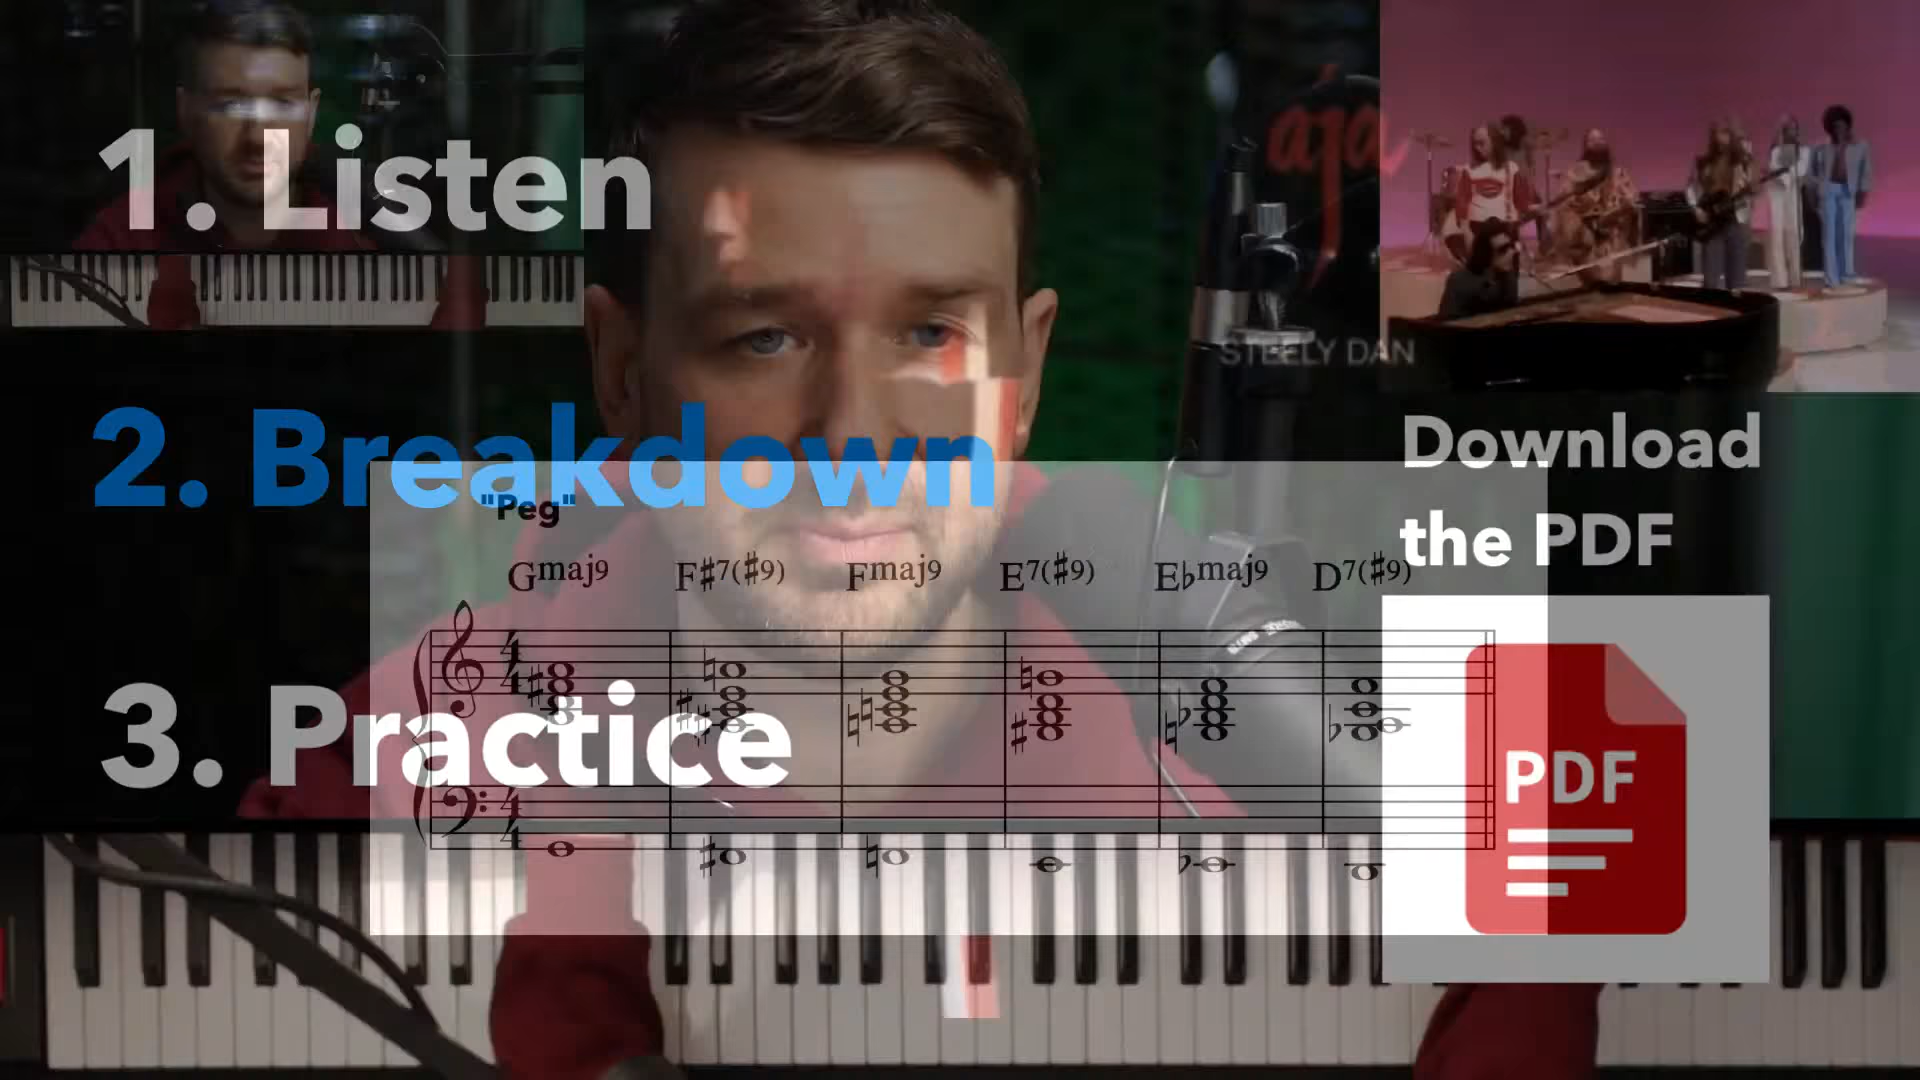 1. Listen
aja
STEELY DAN
2. Breakdown
Download
the PDF
"Peg"
Gmaj9 F#7(#9) Fmaj9 E7(#9) E♭maj9 D7(#9)
3. Practice
PDF